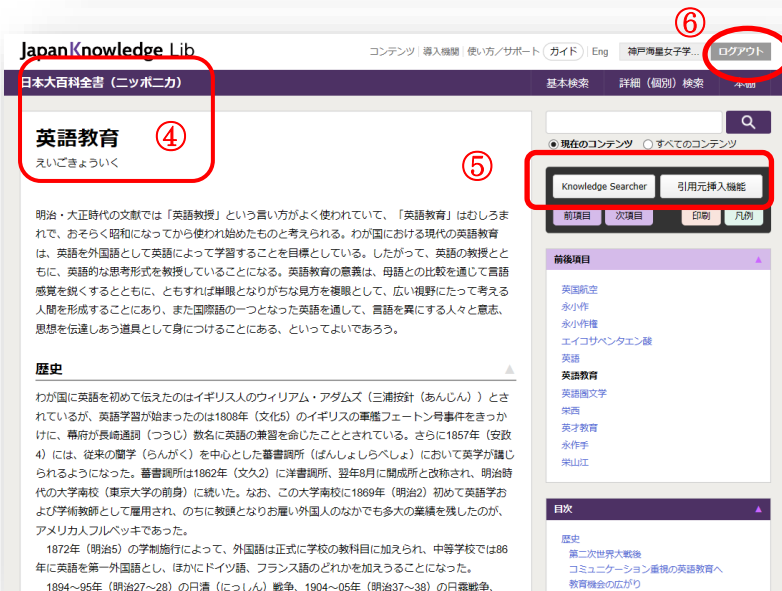 ⑥
JapanKnowledge Lib
コンテンツ 導入機関 使い方／サポート ガイド Eng 神戸海星女子学... ログアウト
日本大百科全書（ニッポニカ）
基本検索 詳細（個別）検索 本棚
英語教育
④
えいごきょういく
現在のコンテンツ すべてのコンテンツ
⑤
Knowledge Searcher 引用元挿入機能
前項目 次項目 印刷 凡例
明治・大正時代の文献では「英語教授」という言い方がよく使われていて、「英語教育」はむしろま
れで、おそらく昭和になってから使われ始めたものと考えられる。わが国における現代の英語教育
は、英語を外国語として英語によって学習することを目標としている。したがって、英語の教授とと
もに、英語的な思考形式を教授していることになる。英語教育の意義は、母語との比較を通じて言語
感覚を鋭くするとともに、ともすれば単眼となりがちな見方を複眼として、広い視野にたって考える
人間を形成することにあり、また国際語の一つとなった英語を通して、言語を異にする人々と意志、
思想を伝達しあう道具として身につけることにある、といってよいであろう。
歴史
わが国に英語を初めて伝えたのはイギリス人のウィリアム・アダムズ（三浦按針（あんじん））とさ
れているが、英語学習が始まったのは1808年（文化5）のイギリスの軍艦フェートン号事件をきっか
けに、幕府が長崎通詞（つうじ）数名に英語の兼習を命じたこととされている。さらに1857年（安政
4）には、従来の蘭学（らんがく）を中心とした蕃書調所（ばんしょしらべしょ）において英学が講じ
られるようになった。蕃書調所は1862年（文久2）に洋書調所、翌年8月に開成所と改称され、明治時
代の大学南校（東京大学の前身）に続いた。なお、この大学南校に1869年（明治2）初めて英語学お
よび学術教師として雇用され、のちに教頭となりお雇い外国人のなかでも多大の業績を残したのが、
アメリカ人フルベッキであった。
1872年（明治5）の学制施行によって、外国語は正式に学校の教科目に加えられ、中等学校では86
年に英語を第一外国語とし、ほかにドイツ語、フランス語のどれかを加えうることになった。
1894～95年（明治27～28）の日清（にっしん）戦争、1904～05年（明治37～38）の日露戦争、
前後項目
英国航空
永小作
永小作権
エイコサペンタエン酸
英語
英語教育
英語圏文学
栄西
英才教育
永作手
栄山江
目次
歴史
第二次世界大戦後
コミュニケーション重視の英語教育へ
教育機会の広がり